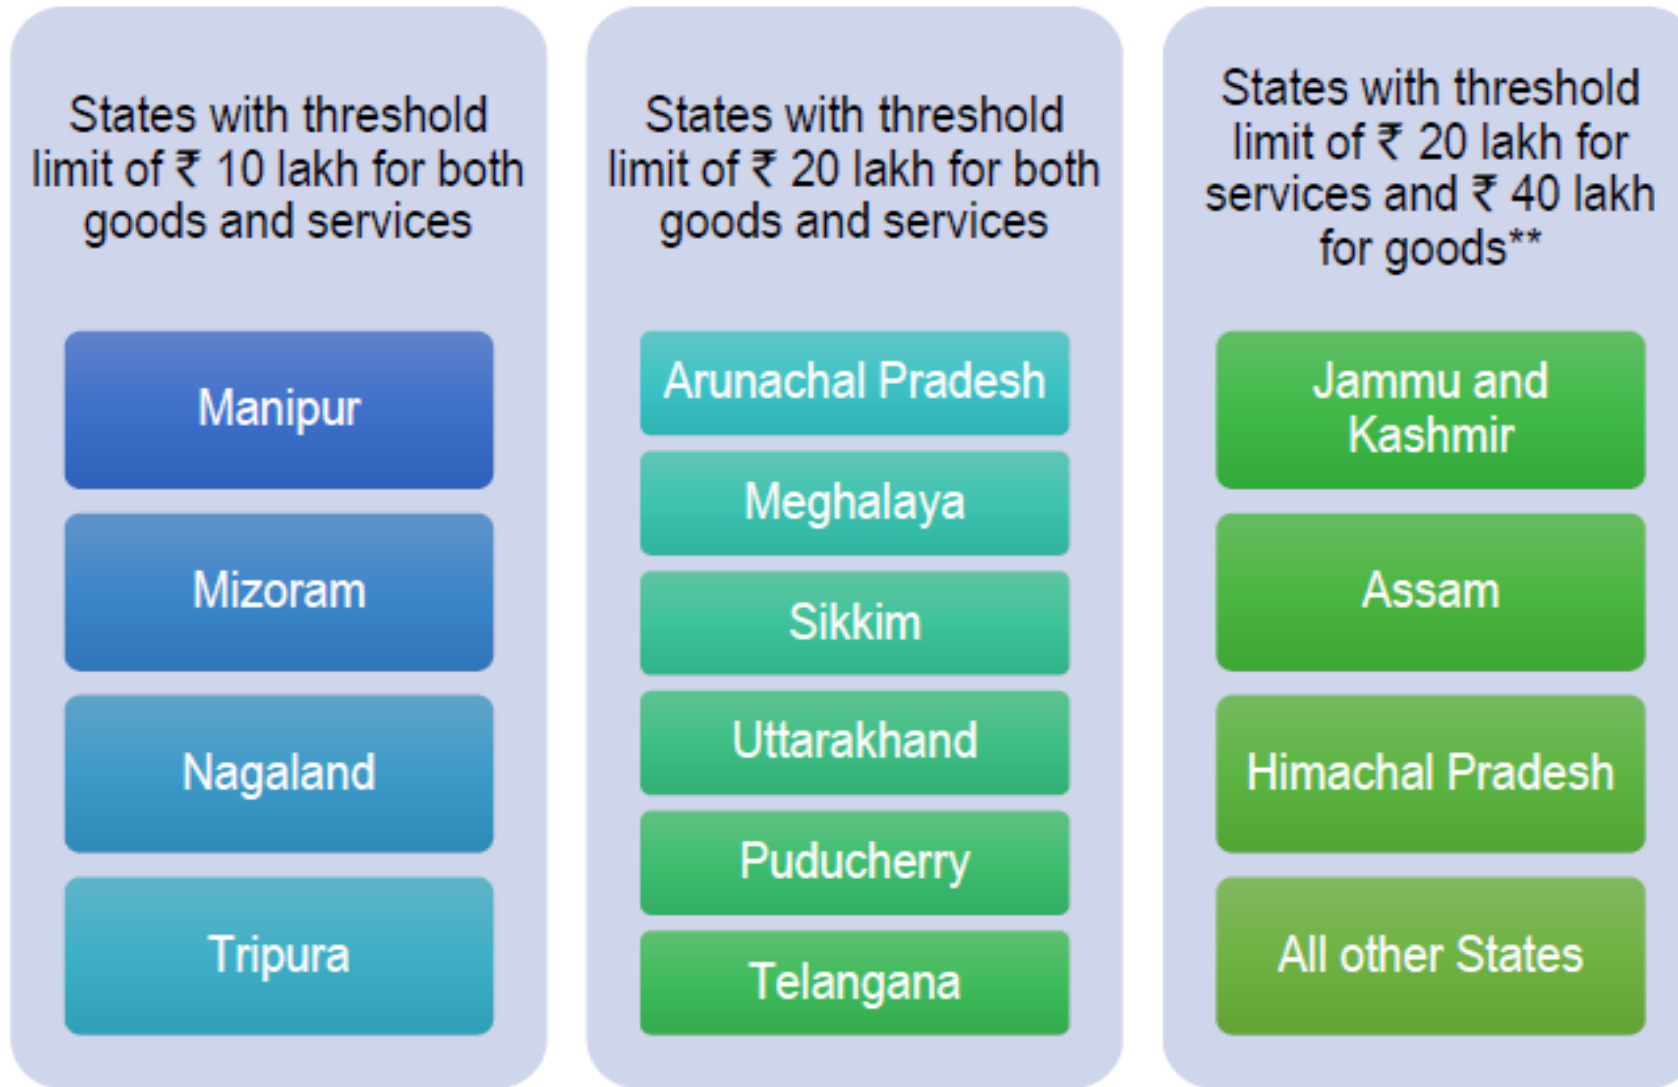 States with threshold
limit of ₹ 10 lakh for both
goods and services
Manipur
Mizoram
Nagaland
Tripura
States with threshold
limit of ₹ 20 lakh for both
goods and services
Arunachal Pradesh
Meghalaya
Sikkim
Uttarakhand
Puducherry
Telangana
States with threshold
limit of ₹ 20 lakh for
services and ₹ 40 lakh
for goods**
Jammu and
Kashmir
Assam
Himachal Pradesh
All other States